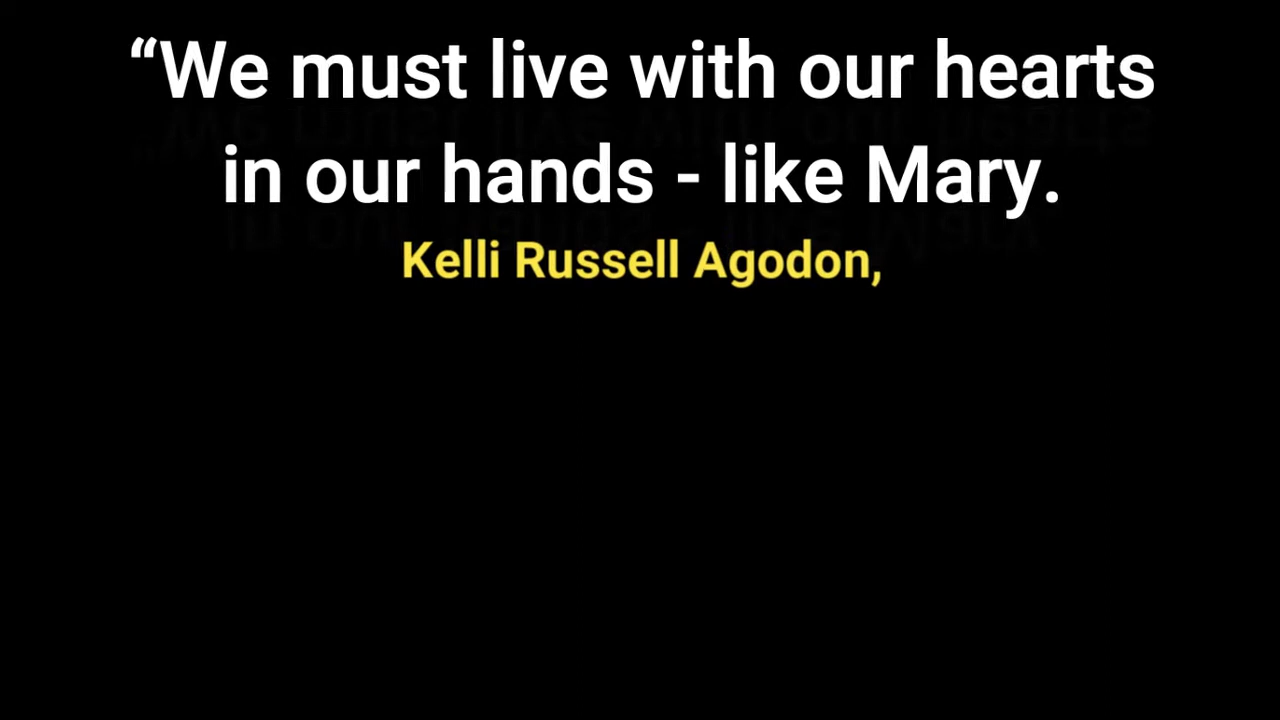 “We must live with our hearts
in our hands - like Mary.
Kelli Russell Agodon,